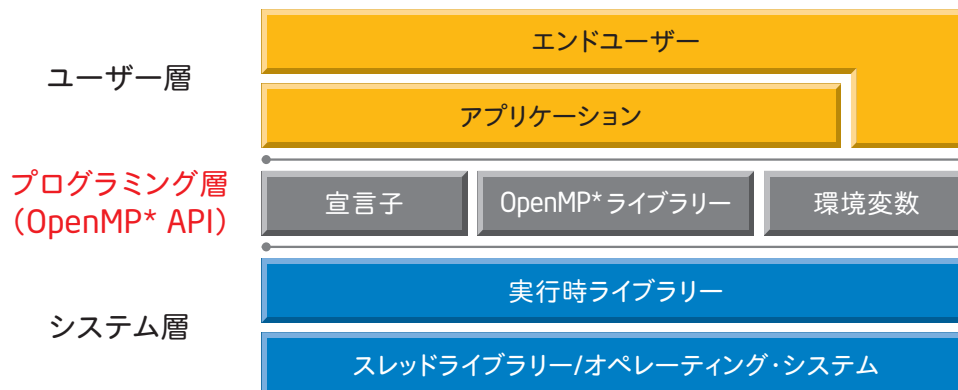 ユーザー層
エンドユーザー
アプリケーション
プログラミング層
(OpenMP* API)
宣言子
OpenMP* ライブラリー
環境変数
システム層
実行時ライブラリー
スレッドライブラリー/オペレーティング・システム